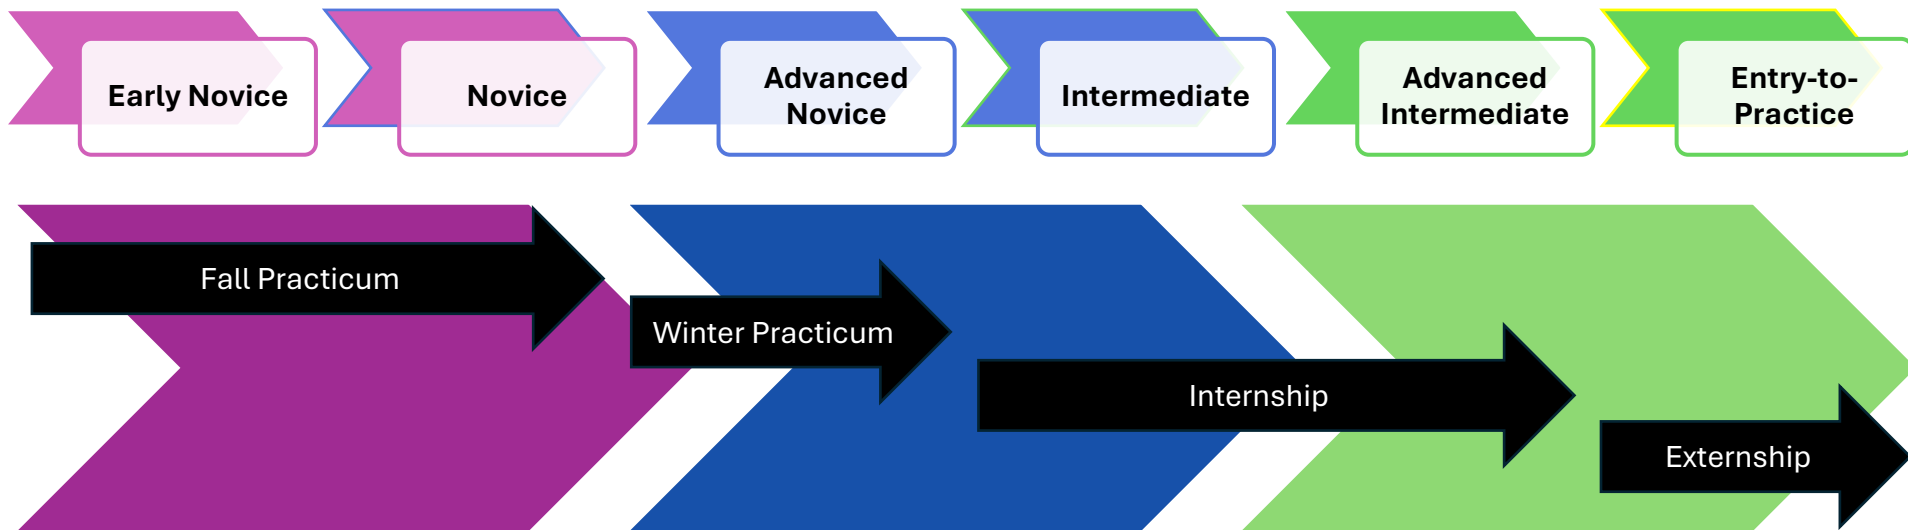 Early Novice
Novice
Advanced
Novice
Intermediate
Advanced
Intermediate
Entry-to-
Practice
Fall Practicum
Winter Practicum
Internship
Externship